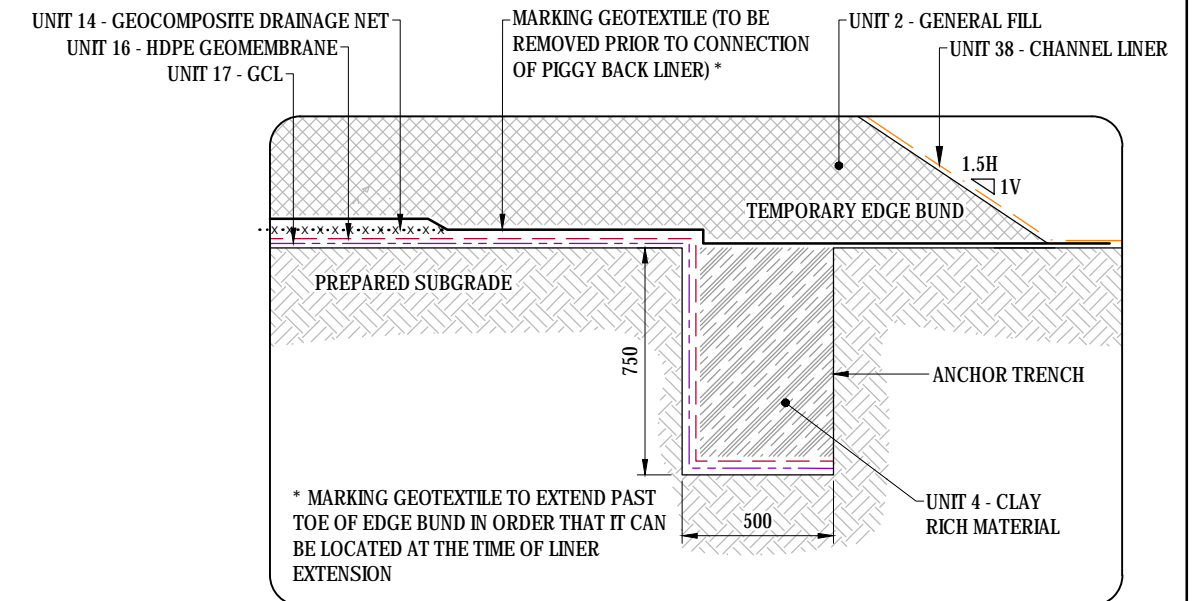 UNIT 14 - GEOCOMPOSITE DRAINAGE NET
UNIT 16 - HDPE GEOMEMBRANE
UNIT 17 - GCL
MARKING GEOTEXTILE (TO BE
REMOVED PRIOR TO CONNECTION
OF PIGGY BACK LINER) *
UNIT 2 - GENERAL FILL
UNIT 38 - CHANNEL LINER
1.5H
1V
TEMPORARY EDGE BUND
PREPARED SUBGRADE
750
ANCHOR TRENCH
* MARKING GEOTEXTILE TO EXTEND PAST
TOE OF EDGE BUND IN ORDER THAT IT CAN
BE LOCATED AT THE TIME OF LINER
EXTENSION
500
UNIT 4 - CLAY
RICH MATERIAL